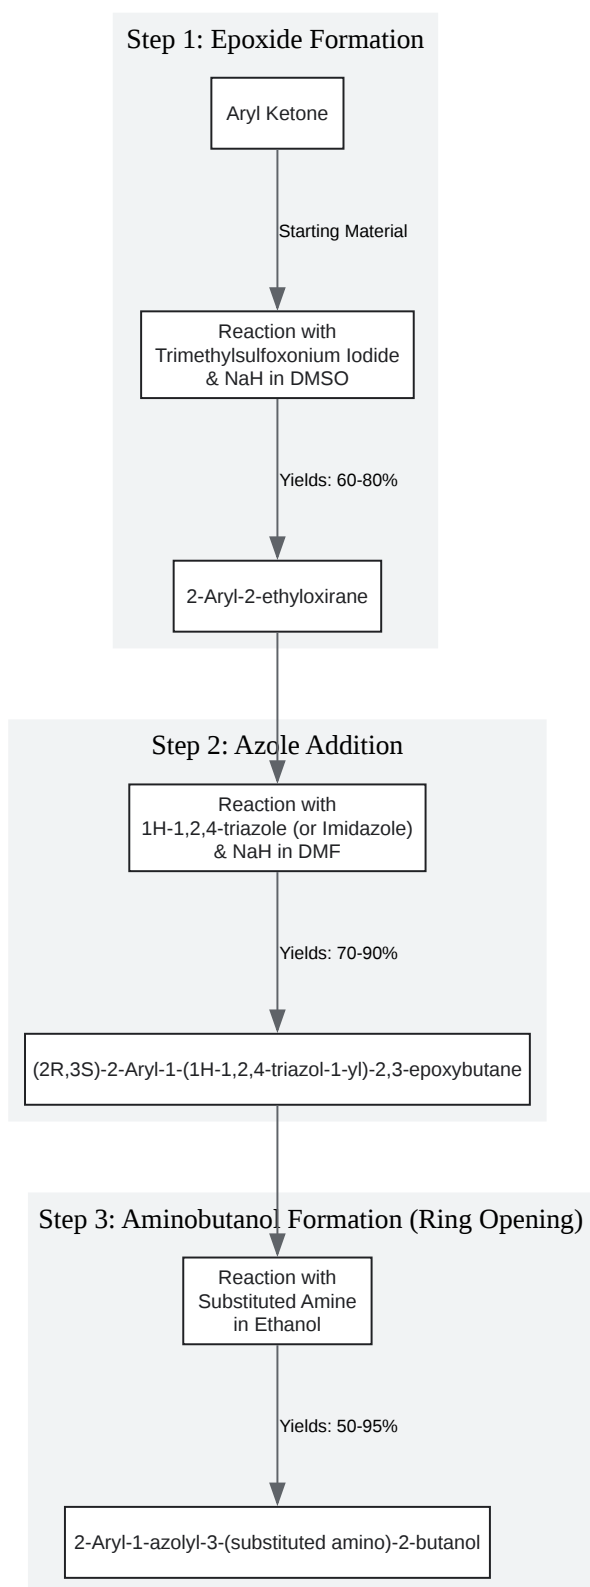 Step 1: Epoxide Formation
Aryl Ketone
Starting Material
Reaction with
Trimethylsulfoxonium Iodide
& NaH in DMSO
Yields: 60-80%
2-Aryl-2-ethyloxirane
Step 2: Azole Addition
Reaction with
1H-1,2,4-triazole (or Imidazole)
& NaH in DMF
Yields: 70-90%
(2R,3S)-2-Aryl-1-(1H-1,2,4-triazol-1-yl)-2,3-epoxybutane
Step 3: Aminobutanol Formation (Ring Opening)
Reaction with
Substituted Amine
in Ethanol
Yields: 50-95%
2-Aryl-1-azolyl-3-(substituted amino)-2-butanol